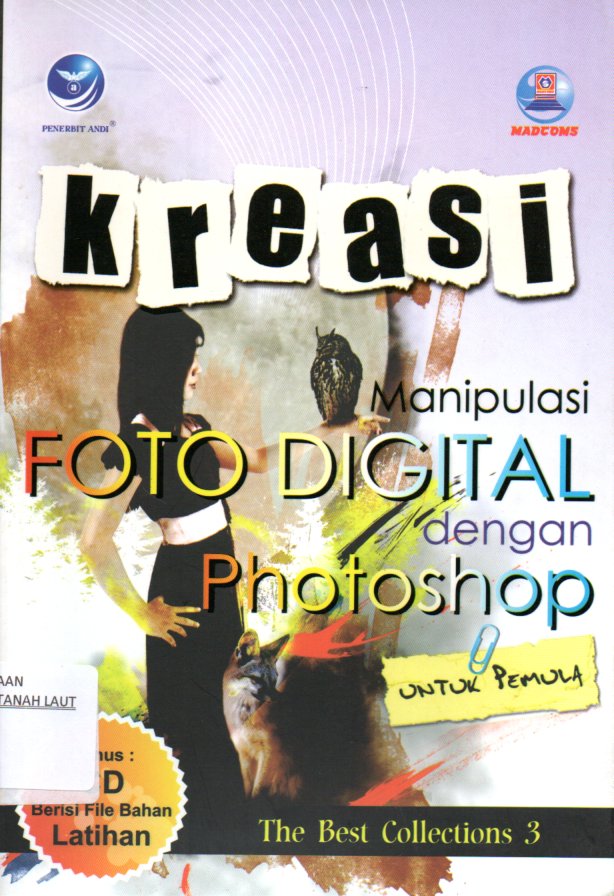 a
PENERBIT ANDI®
MADCOMS
kreasi
Manipulasi
FOTO DIGITAL
dengan
Photoshop
UNTUK PEMULA
AAN
TANAH LAUT
Berisi File Bahan
Latihan
The Best Collections 3